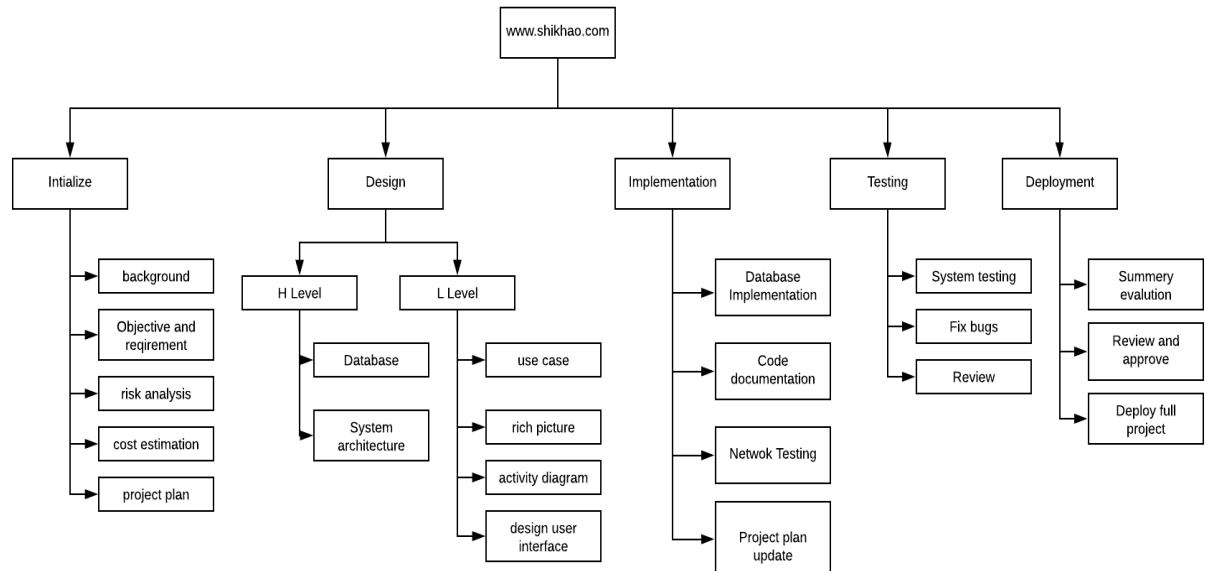 www.shikhao.com
Intialize
Design
Implementation
Testing
Deployment
background
Objective and
reqirement
risk analysis
cost estimation
project plan
H Level
L Level
Database
System
architecture
use case
rich picture
activity diagram
design user
interface
Database
Implementation
Code
documentation
Netwok Testing
Project plan
update
System testing
Fix bugs
Review
Summery
evalution
Review and
approve
Deploy full
project